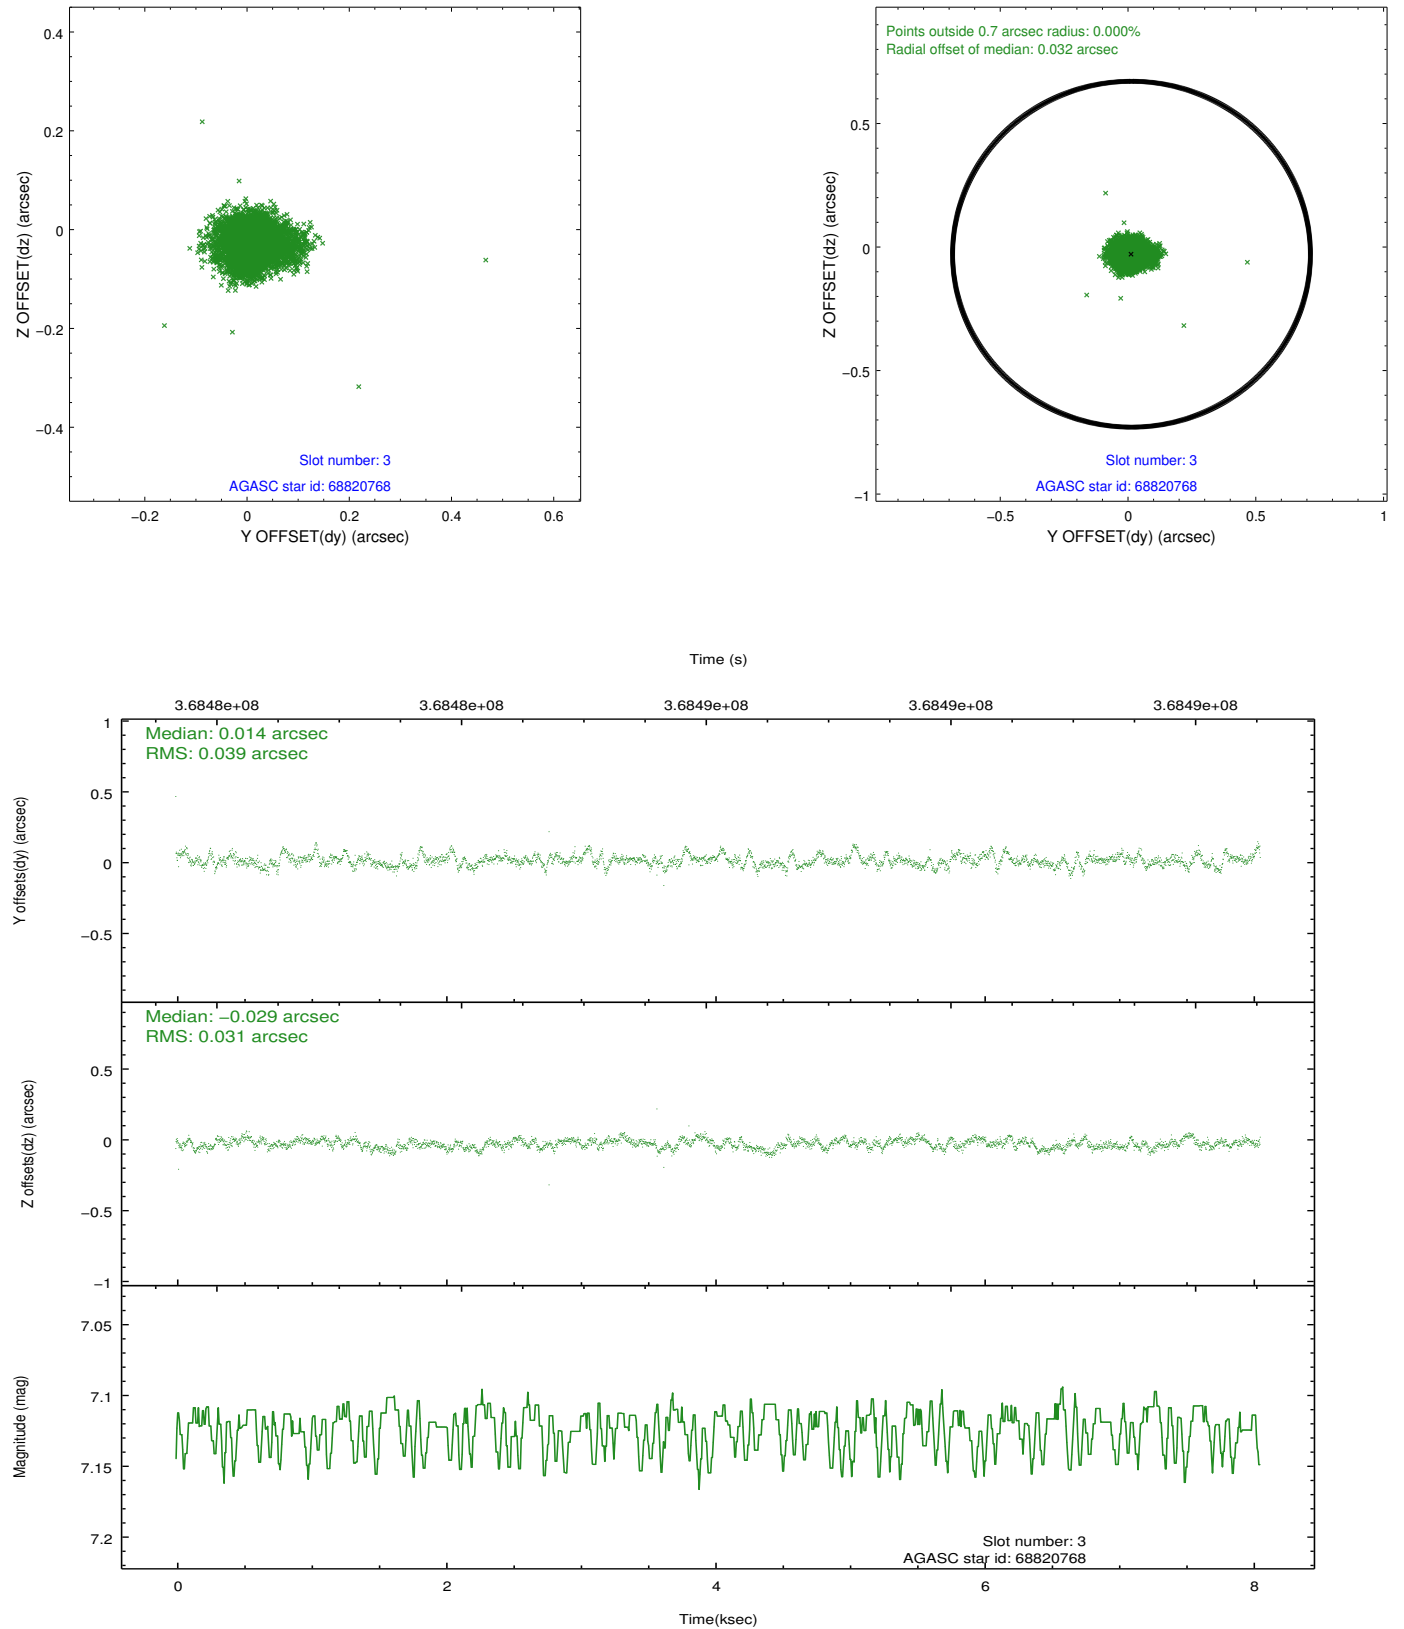 0.4
0.2
0
−0.2
−0.4
Z OFFSET(dz) (arcsec)
Slot number: 3
AGASC star id: 68820768
−0.2 0 0.2 0.4 0.6
Y OFFSET(dy) (arcsec)
Points outside 0.7 arcsec radius: 0.000%
Radial offset of median: 0.032 arcsec
0.5
0
−0.5
−1
Z OFFSET(dz) (arcsec)
Slot number: 3
AGASC star id: 68820768
−0.5 0 0.5 1
Y OFFSET(dy) (arcsec)
Time (s)
3.6848e+08 3.6848e+08 3.6849e+08 3.6849e+08 3.6849e+08
Median: 0.014 arcsec
RMS: 0.039 arcsec
1
0.5
0
−0.5
Y offsets(dy) (arcsec)
Median: −0.029 arcsec
RMS: 0.031 arcsec
0.5
0
−0.5
−1
Z offsets(dz) (arcsec)
7.05
7.1
7.15
7.2
Magnitude (mag)
Slot number: 3
AGASC star id: 68820768
0 2 4 6 8
Time(ksec)